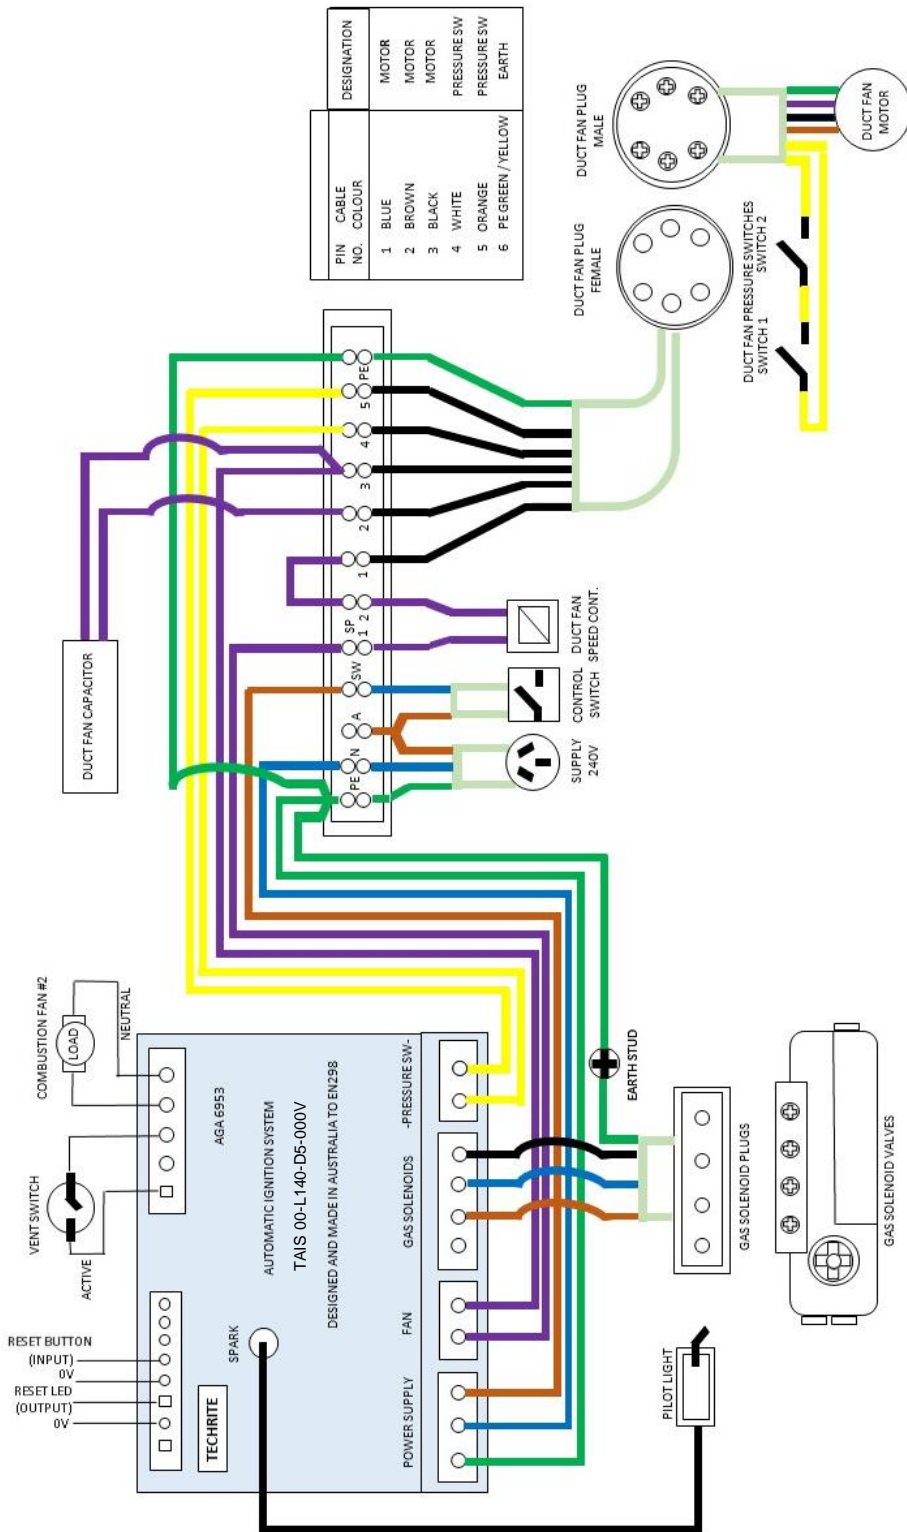 RESET BUTTON
(INPUT)
0V
RESET LED
(OUTPUT)
0V
VENT SWITCH
ACTIVE
COMBUSTION FAN #2
LOAD
NEUTRAL
TECHRITE
SPARK
AGA 6953
AUTOMATIC IGNITION SYSTEM
TAIS 00-L140-D5-000V
DESIGNED AND MADE IN AUSTRALIA TO EN298
POWER SUPPLY
FAN
GAS SOLENOIDS
-PRESSURE SW-
PILOT LIGHT
GAS SOLENOID PLUGS
GAS SOLENOID VALVES
EARTH STUD
DUCT FAN CAPACITOR
PE N A SW SP 1 2 1 2 3 4 5 PE
SUPPLY
240V
CONTROL
SWITCH
DUCT FAN
SPEED CONT.
PIN NO. CABLE COLOUR DESIGNATION
1 BLUE MOTOR
2 BROWN MOTOR
3 BLACK MOTOR
4 WHITE PRESSURE SW
5 ORANGE PRESSURE SW
6 PE GREEN / YELLOW EARTH
DUCT FAN PLUG
FEMALE
DUCT FAN PLUG
MALE
DUCT FAN PRESSURE SWITCHES
SWITCH 1 SWITCH 2
DUCT FAN
MOTOR